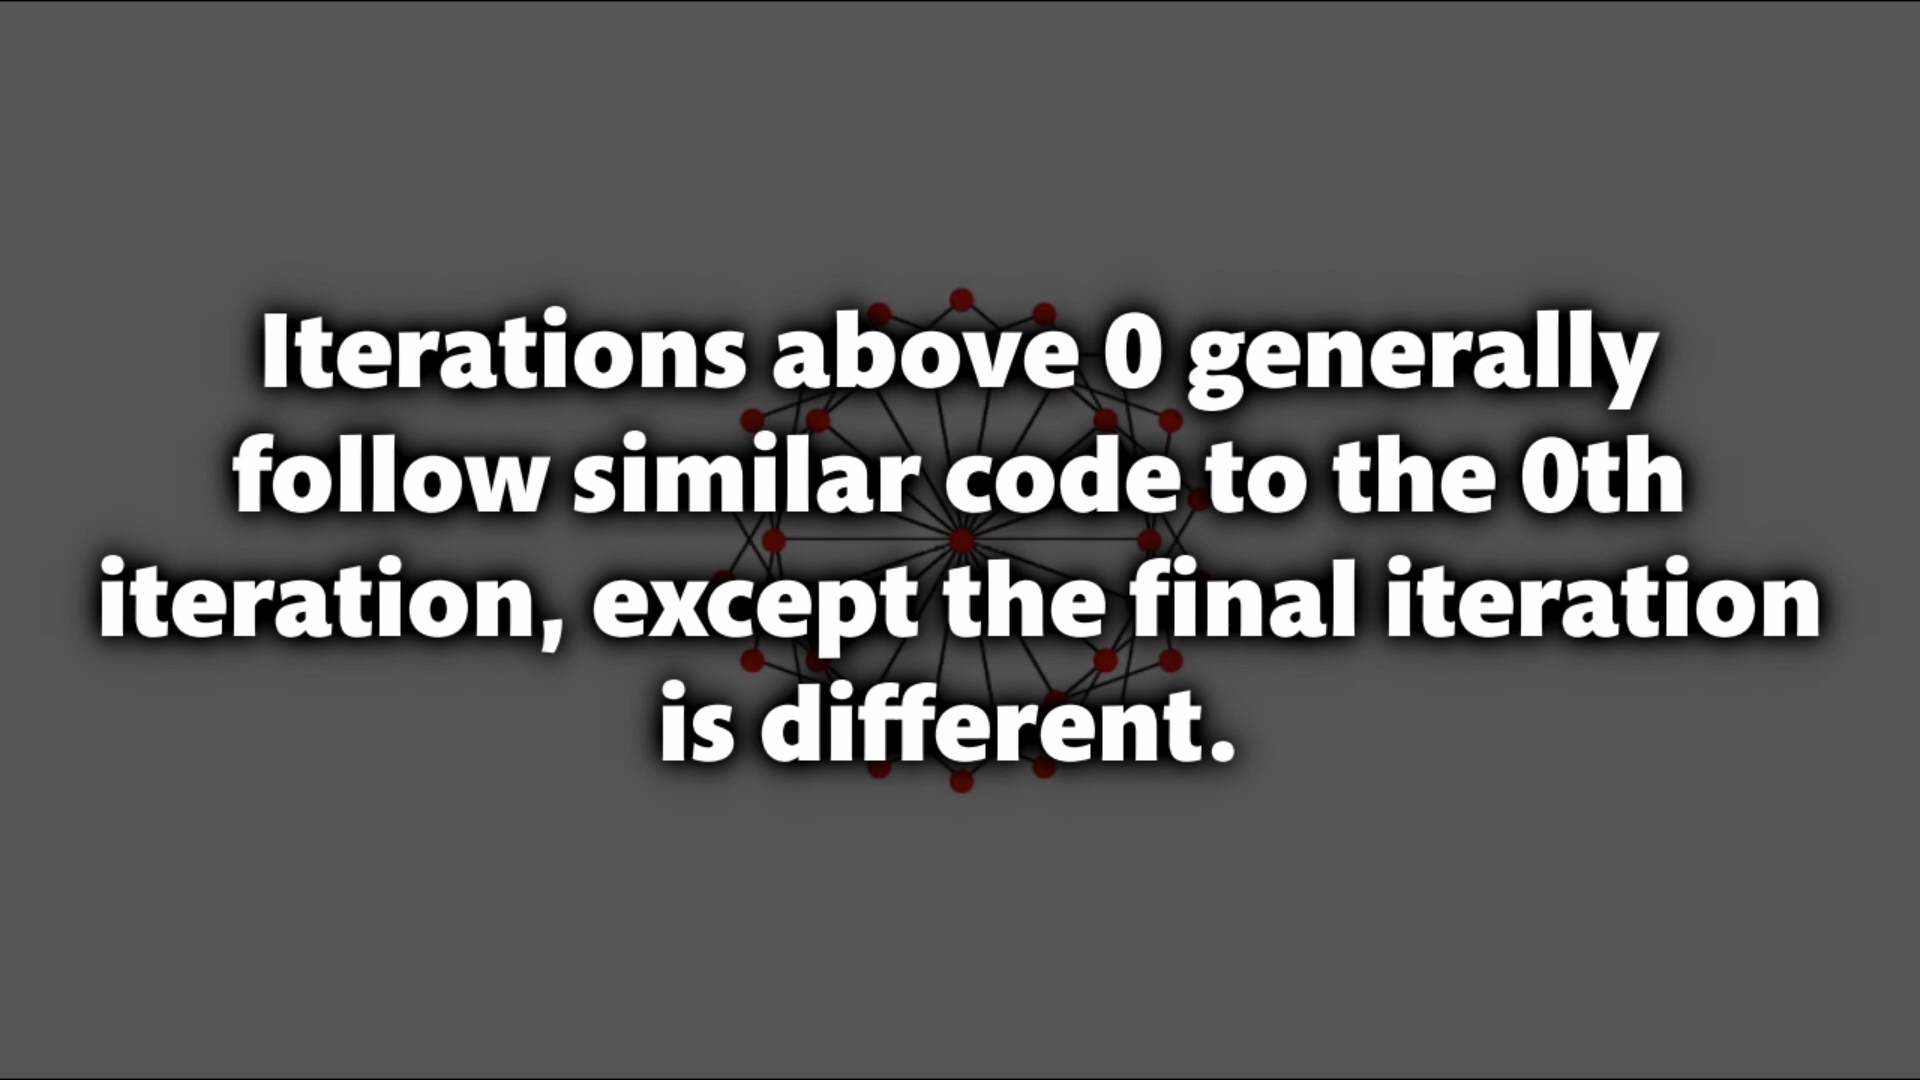 Iterations above 0 generally
follow similar code to the 0th
iteration, except the final iteration
is different.